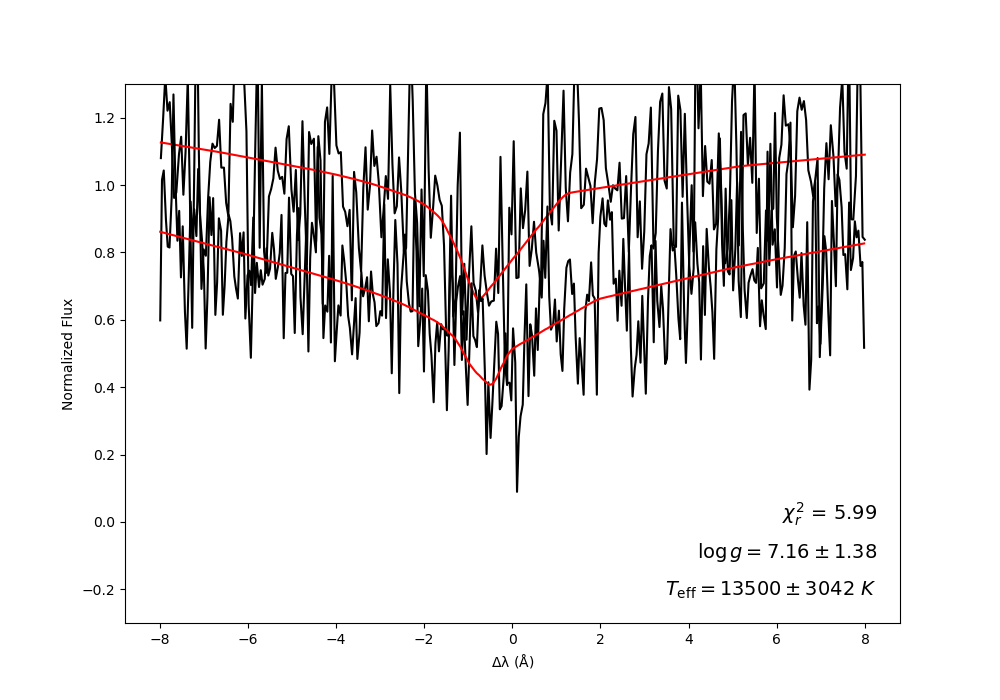 1.2
1.0
0.8
0.6
0.4
0.2
0.0
−0.2
Normalized Flux
χ²ᵣ = 5.99
log g = 7.16 ± 1.38
T_eff = 13500 ± 3042 K
−8 −6 −4 −2 0 2 4 6 8
Δλ (Å)